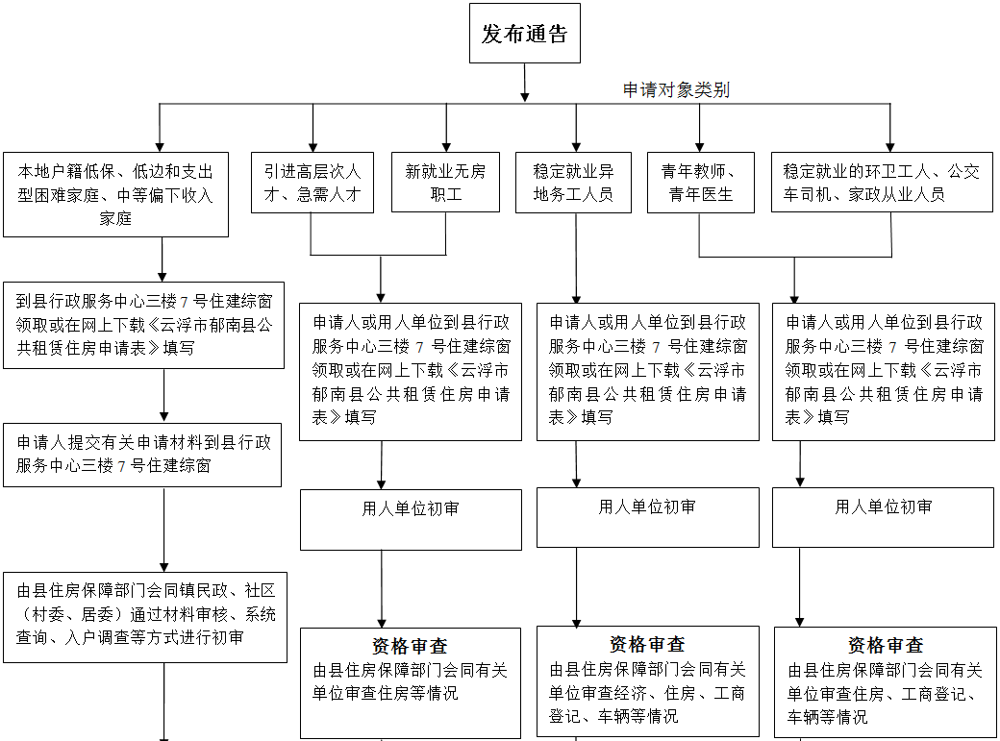 发布通告
申请对象类别
本地户籍低保、低边和支出
型困难家庭、中等偏下收入
家庭
引进高层次人
才、急需人才
新就业无房
职工
稳定就业异
地务工人员
青年教师、
青年医生
稳定就业的环卫工人、公交
车司机、家政从业人员
到县行政服务中心三楼7号住建综窗
领取或在网上下载《云浮市郁南县公
共租赁住房申请表》填写
申请人或用人单位到县行政
服务中心三楼 7 号住建综窗
领取或在网上下载《云浮市
郁南县公共租赁住房申请
表》填写
申请人或用人单位到县行政
服务中心三楼 7 号住建综窗
领取或在网上下载《云浮市
郁南县公共租赁住房申请
表》填写
申请人或用人单位到县行政
服务中心三楼 7 号住建综窗
领取或在网上下载《云浮市
郁南县公共租赁住房申请
表》填写
申请人提交有关申请材料到县行政
服务中心三楼 7 号住建综窗
用人单位初审
用人单位初审
用人单位初审
由县住房保障部门会同镇民政、社区
（村委、居委）通过材料审核、系统
查询、入户调查等方式进行初审
资格审查
由县住房保障部门会同有关
单位审查住房等情况
资格审查
由县住房保障部门会同有关
单位审查经济、住房、工商
登记、车辆等情况
资格审查
由县住房保障部门会同有关
单位审查住房、工商登记、
车辆等情况